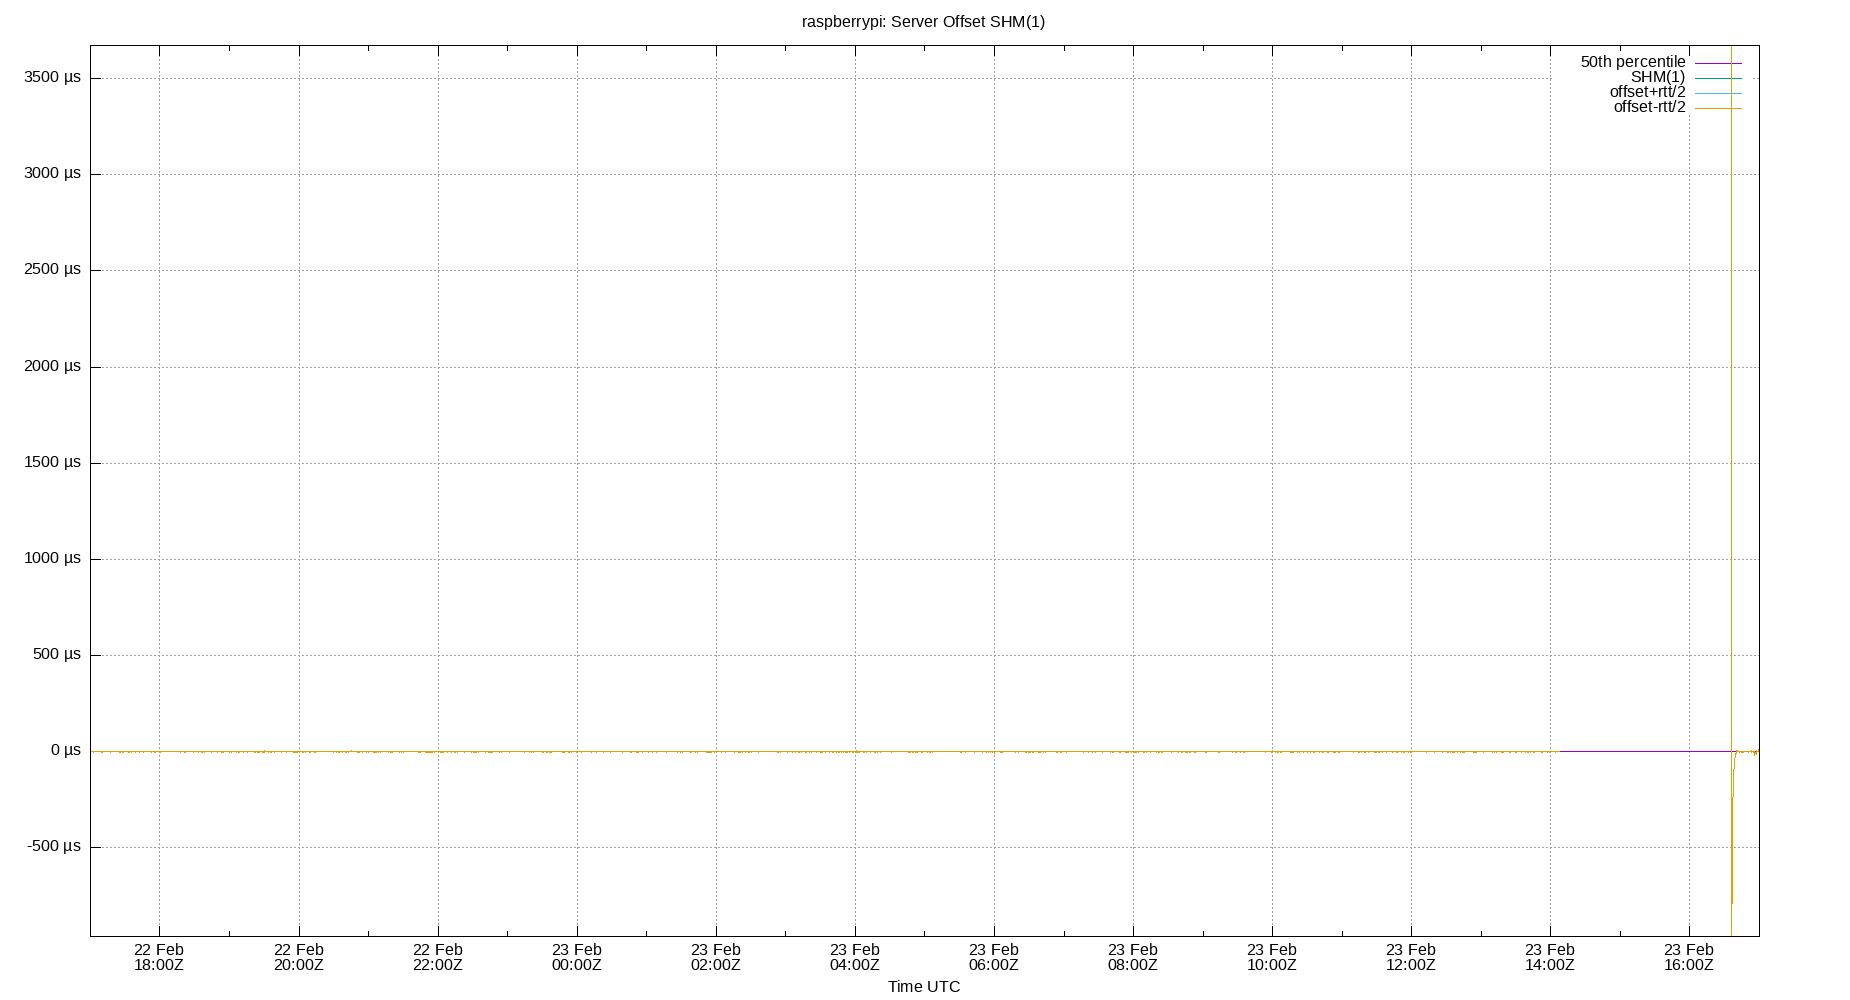 raspberrypi: Server Offset SHM(1)
50th percentile
SHM(1)
offset+rtt/2
offset-rtt/2
3500 µs
3000 µs
2500 µs
2000 µs
1500 µs
1000 µs
500 µs
0 µs
-500 µs
22 Feb 22 Feb 22 Feb 23 Feb 23 Feb 23 Feb 23 Feb 23 Feb 23 Feb 23 Feb 23 Feb 23 Feb
18:00Z 20:00Z 22:00Z 00:00Z 02:00Z 04:00Z 06:00Z 08:00Z 10:00Z 12:00Z 14:00Z 16:00Z
Time UTC